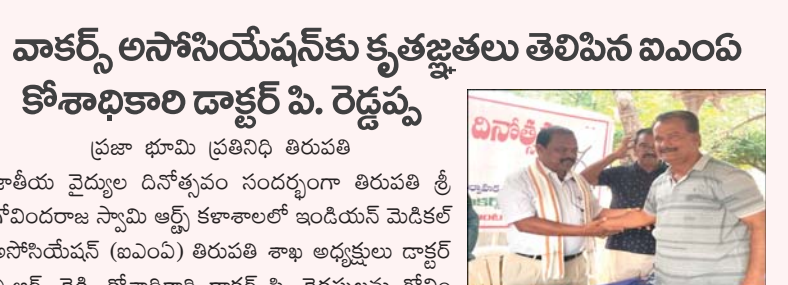 వాకర్స్ అసోసియేషన్‌కు కృతజ్ఞతలు తెలిపిన ఐఎంఏ
కోశాధికారి డాక్టర్ పి. రెడ్డప్ప
ప్రజా భూమి ప్రతినిధి తిరుపతి
జాతీయ వైద్యుల దినోత్సవం సందర్భంగా తిరుపతి శ్రీ
గోవిందరాజ స్వామి ఆర్ట్స్ కళాశాలలో ఇండియన్ మెడికల్
అసోసియేషన్ (ఐఎంఏ) తిరుపతి శాఖ అధ్యక్షులు డాక్టర్
దినోత్స